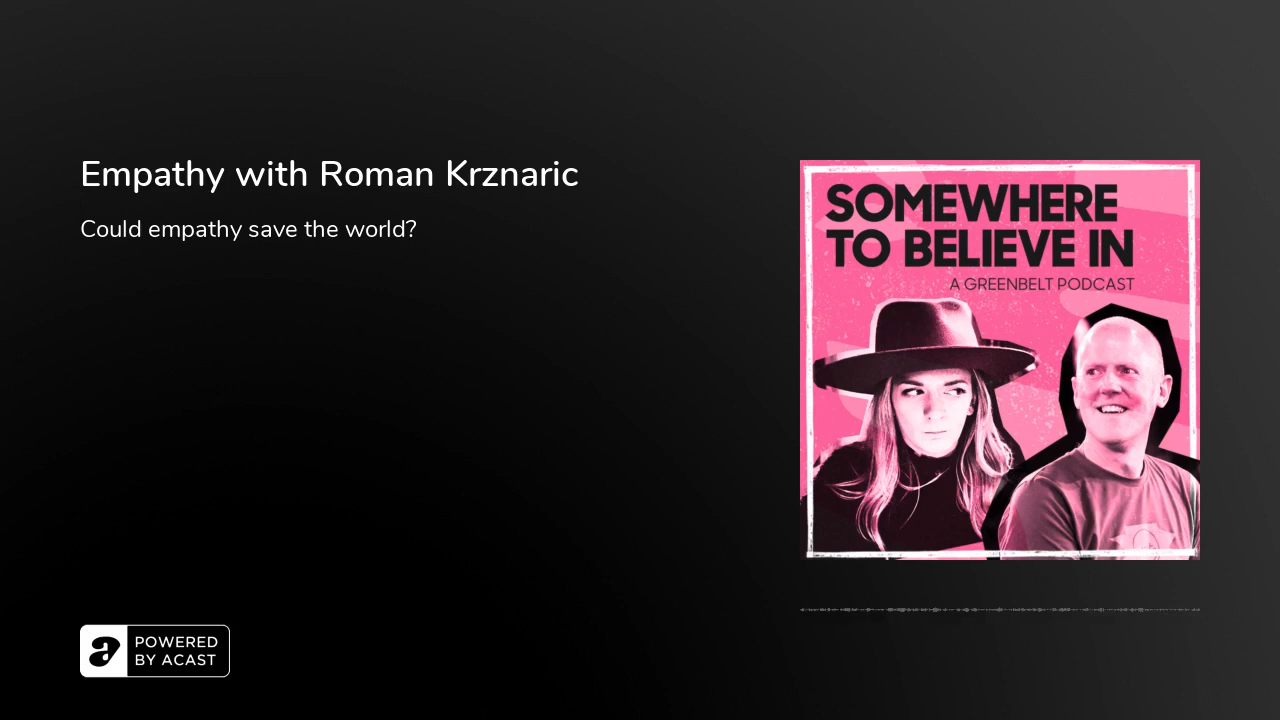 Empathy with Roman Krznaric
Could empathy save the world?
SOMEWHERE
TO BELIEVE IN
A GREENBELT PODCAST
POWERED
BY ACAST